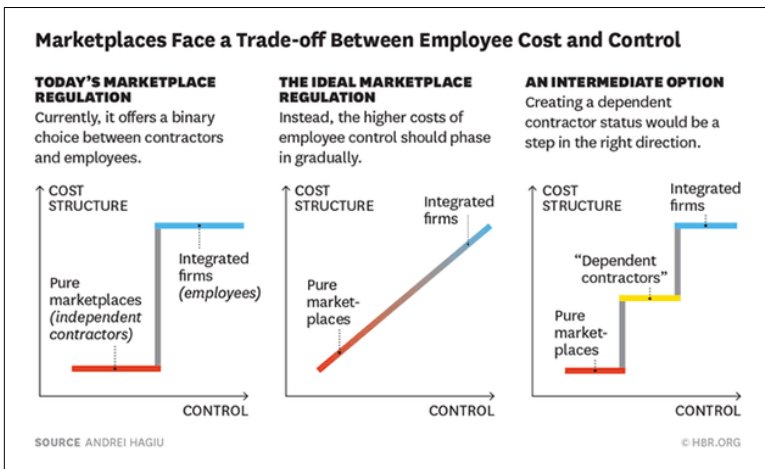 Marketplaces Face a Trade-off Between Employee Cost and Control
TODAY'S MARKETPLACE
REGULATION
Currently, it offers a binary
choice between contractors
and employees.
COST
STRUCTURE
Pure
marketplaces
(independent
contractors)
Integrated
firms
(employees)
CONTROL
THE IDEAL MARKETPLACE
REGULATION
Instead, the higher costs of
employee control should phase
in gradually.
COST
STRUCTURE
Integrated
firms
Pure
market-
places
CONTROL
AN INTERMEDIATE OPTION
Creating a dependent
contractor status would be a
step in the right direction.
COST
STRUCTURE
Integrated
firms
“Dependent
contractors”
Pure
market-
places
CONTROL
SOURCE ANDREI HAGIU
© HBR.ORG